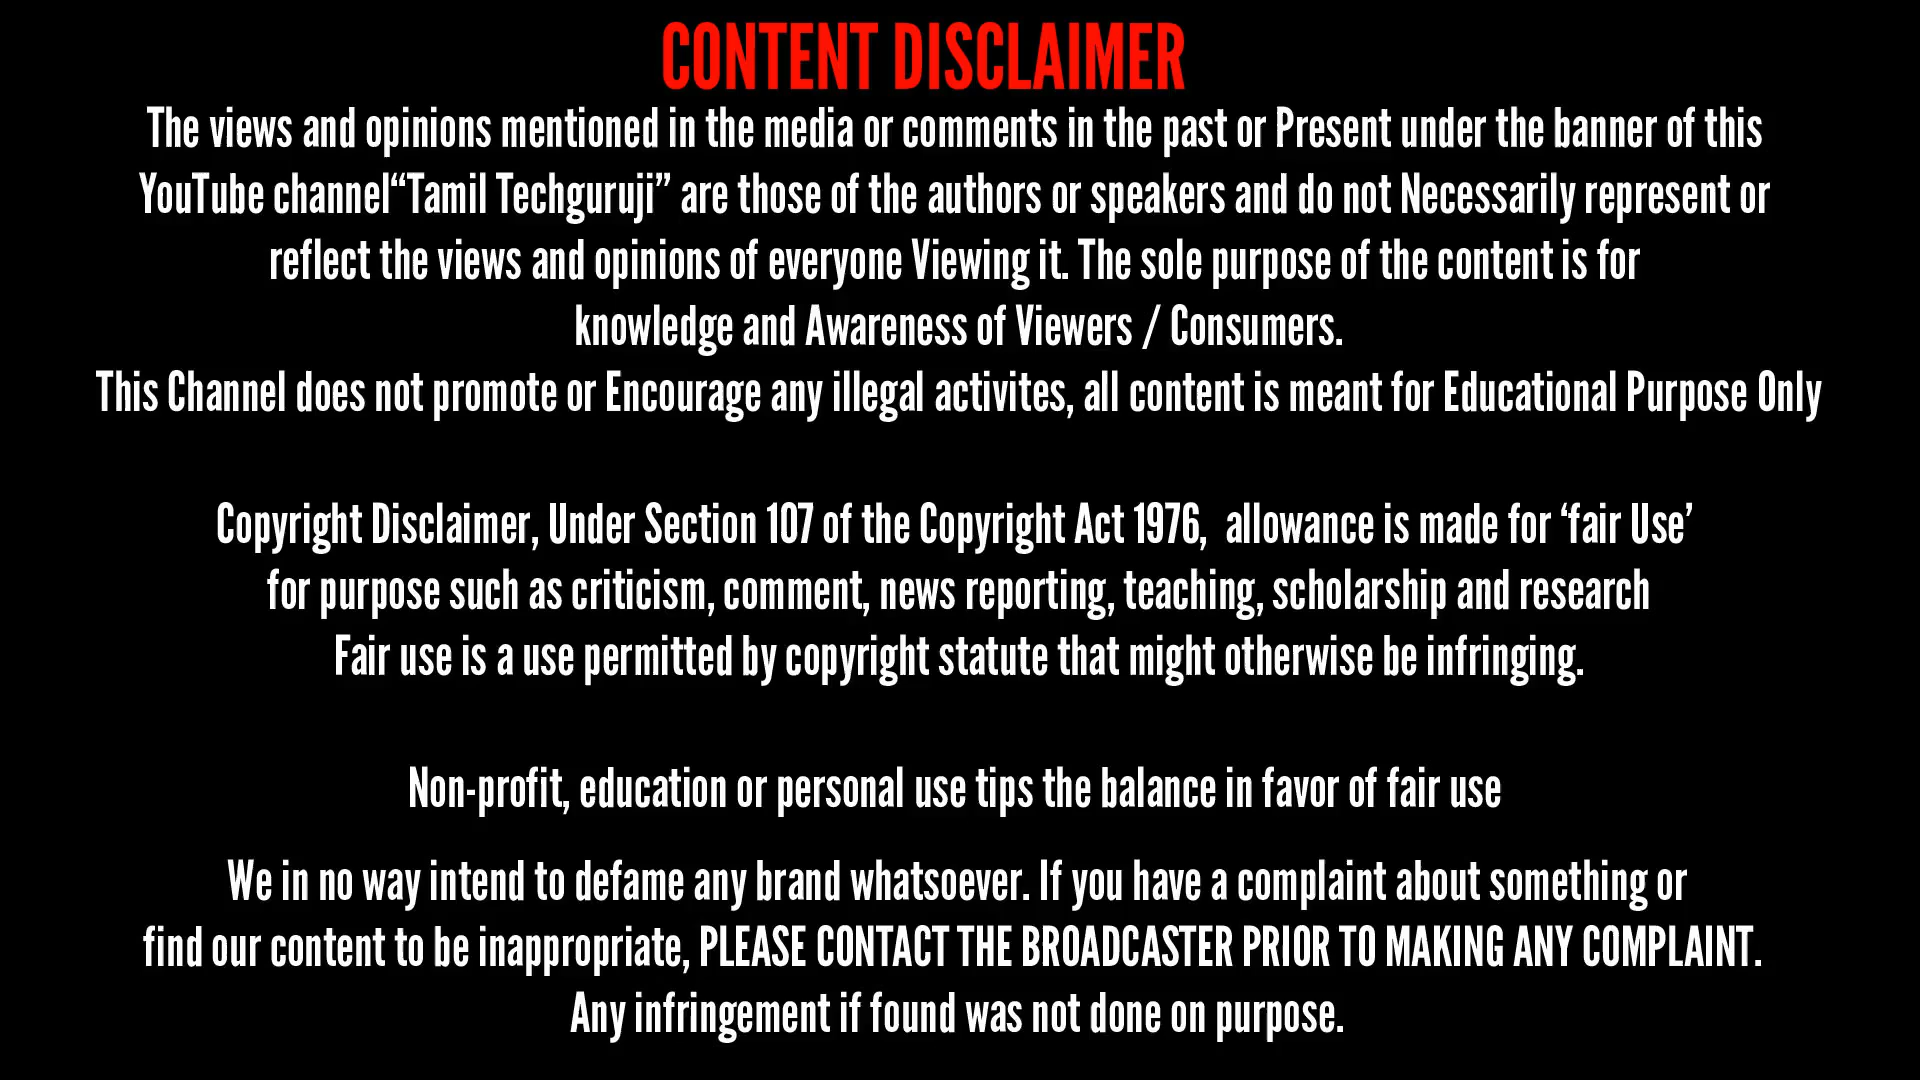 CONTENT DISCLAIMER
The views and opinions mentioned in the media or comments in the past or Present under the banner of this
YouTube channel“Tamil Techguruji” are those of the authors or speakers and do not Necessarily represent or
reflect the views and opinions of everyone Viewing it. The sole purpose of the content is for
knowledge and Awareness of Viewers / Consumers.
This Channel does not promote or Encourage any illegal activites, all content is meant for Educational Purpose Only
Copyright Disclaimer, Under Section 107 of the Copyright Act 1976, allowance is made for ‘fair Use’
for purpose such as criticism, comment, news reporting, teaching, scholarship and research
Fair use is a use permitted by copyright statute that might otherwise be infringing.
Non-profit, education or personal use tips the balance in favor of fair use
We in no way intend to defame any brand whatsoever. If you have a complaint about something or
find our content to be inappropriate, PLEASE CONTACT THE BROADCASTER PRIOR TO MAKING ANY COMPLAINT.
Any infringement if found was not done on purpose.